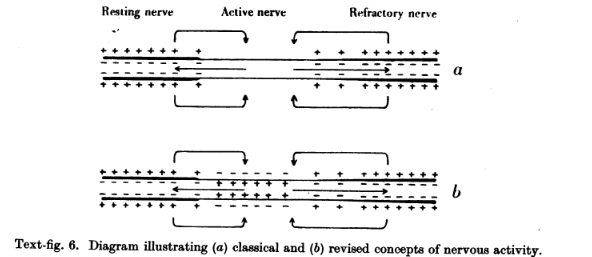 Resting nerve Active nerve Refractory nerve
+ + + + + + + + + + + + + + + + +
− − − − − − − − − − − − − − −
− − − − − − − − − − − − − − −
+ + + + + + + + + + + + + + + + +
a
+ + + + + + + + − − − − − − + + + + + + + + +
− − − − − − + + + + + + − − − − − − − −
− − − − − − + + + + + + − − − − − − − −
+ + + + + + + + − − − − − − + + + + + + + + +
b
Text-fig. 6. Diagram illustrating (a) classical and (b) revised concepts of nervous activity.